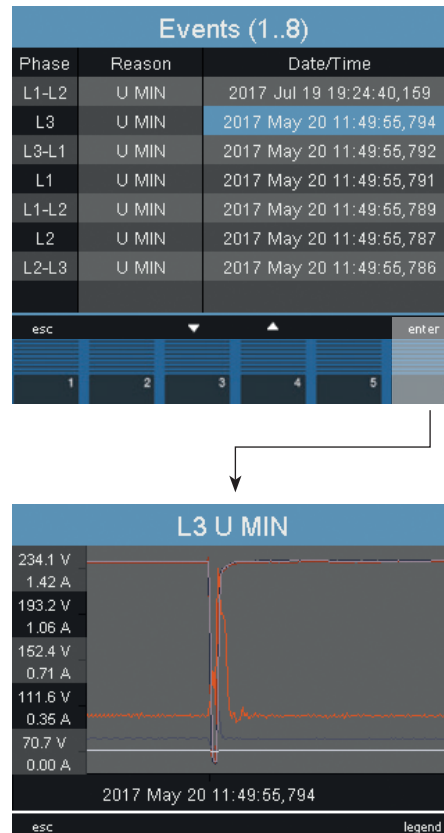 Events (1..8)
Phase Reason Date/Time
L1-L2 U MIN 2017 Jul 19 19:24:40,159
L3 U MIN 2017 May 20 11:49:55,794
L3-L1 U MIN 2017 May 20 11:49:55,792
L1 U MIN 2017 May 20 11:49:55,791
L1-L2 U MIN 2017 May 20 11:49:55,789
L2 U MIN 2017 May 20 11:49:55,787
L2-L3 U MIN 2017 May 20 11:49:55,786
esc enter
1 2 3 4 5
L3 U MIN
234.1 V
1.42 A
193.2 V
1.06 A
152.4 V
0.71 A
111.6 V
0.35 A
70.7 V
0.00 A
2017 May 20 11:49:55,794
esc legend